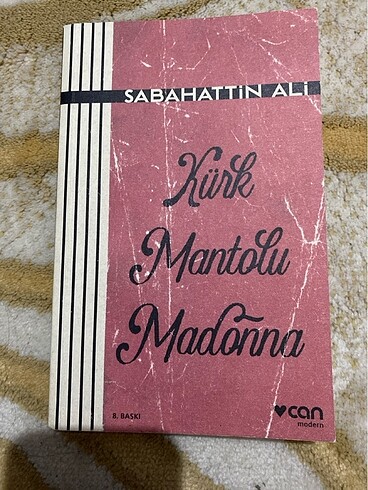 SABAHATTİN ALİ
Kürk
Mantolu
Madonna
8. BASKI
can
modern